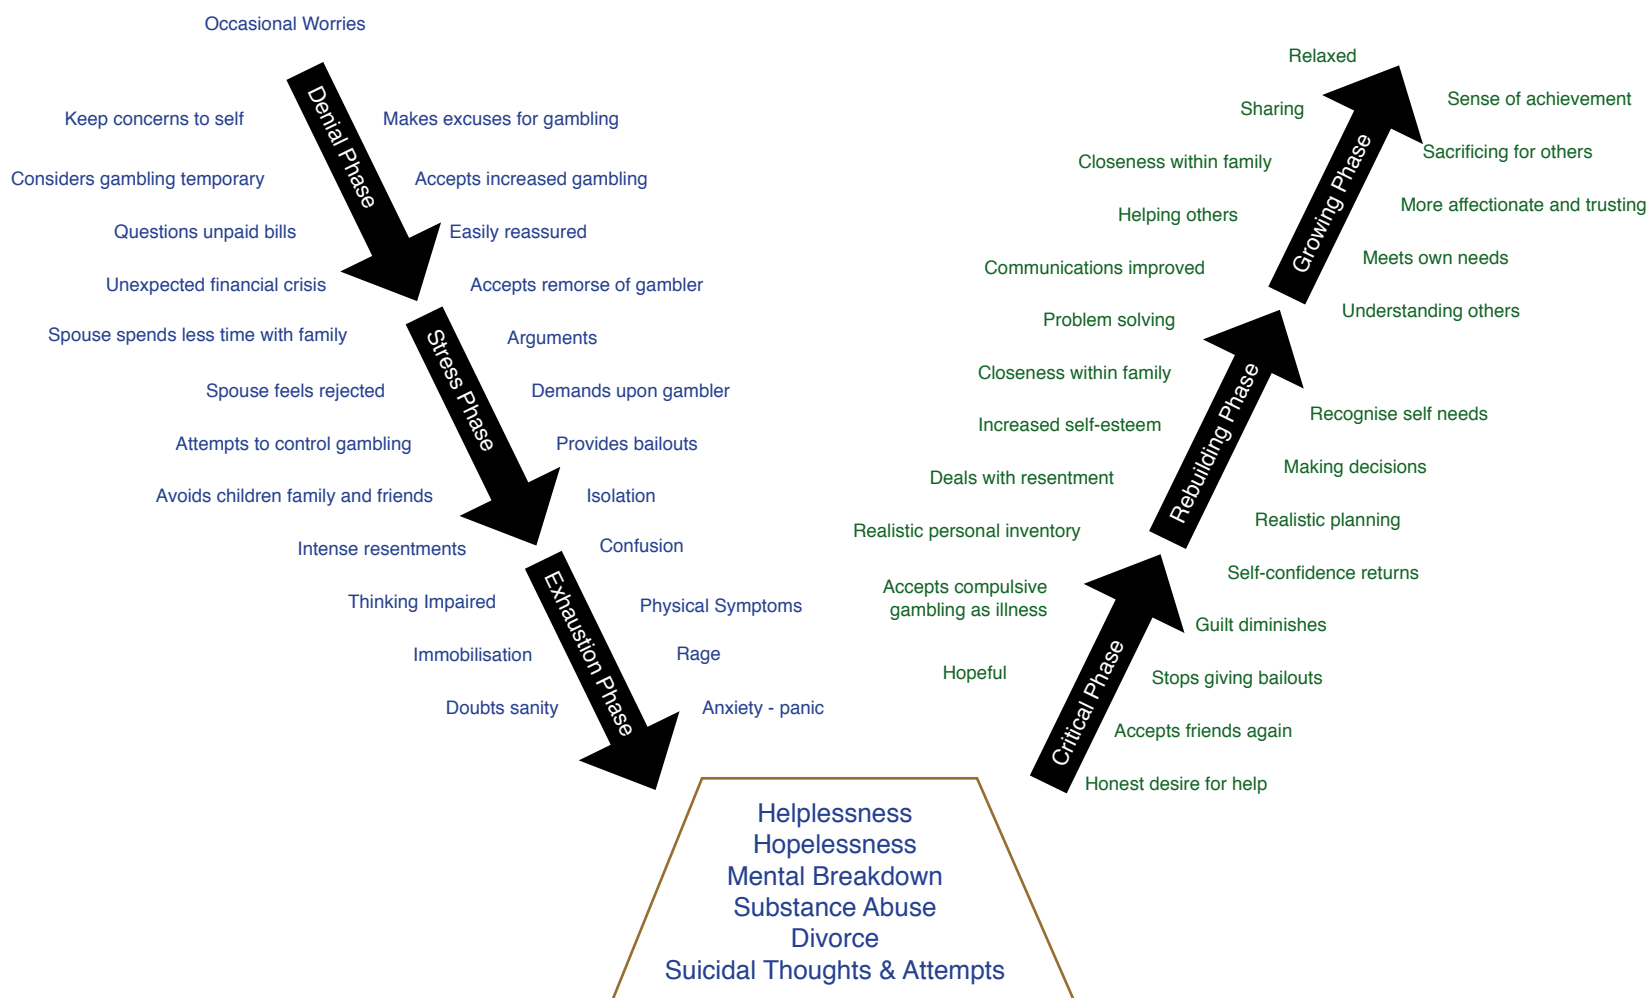 Occasional Worries
Denial Phase
Keep concerns to self
Makes excuses for gambling
Considers gambling temporary
Accepts increased gambling
Questions unpaid bills
Easily reassured
Unexpected financial crisis
Accepts remorse of gambler
Stress Phase
Spouse spends less time with family
Arguments
Spouse feels rejected
Demands upon gambler
Attempts to control gambling
Provides bailouts
Avoids children family and friends
Isolation
Intense resentments
Confusion
Exhaustion Phase
Thinking Impaired
Physical Symptoms
Immobilisation
Rage
Doubts sanity
Anxiety - panic
Helplessness
Hopelessness
Mental Breakdown
Substance Abuse
Divorce
Suicidal Thoughts & Attempts
Relaxed
Sense of achievement
Sharing
Sacrificing for others
Closeness within family
Growing Phase
More affectionate and trusting
Helping others
Meets own needs
Communications improved
Understanding others
Problem solving
Closeness within family
Rebuilding Phase
Recognise self needs
Increased self-esteem
Making decisions
Deals with resentment
Realistic planning
Realistic personal inventory
Self-confidence returns
Accepts compulsive
gambling as illness
Guilt diminishes
Critical Phase
Hopeful
Stops giving bailouts
Accepts friends again
Honest desire for help